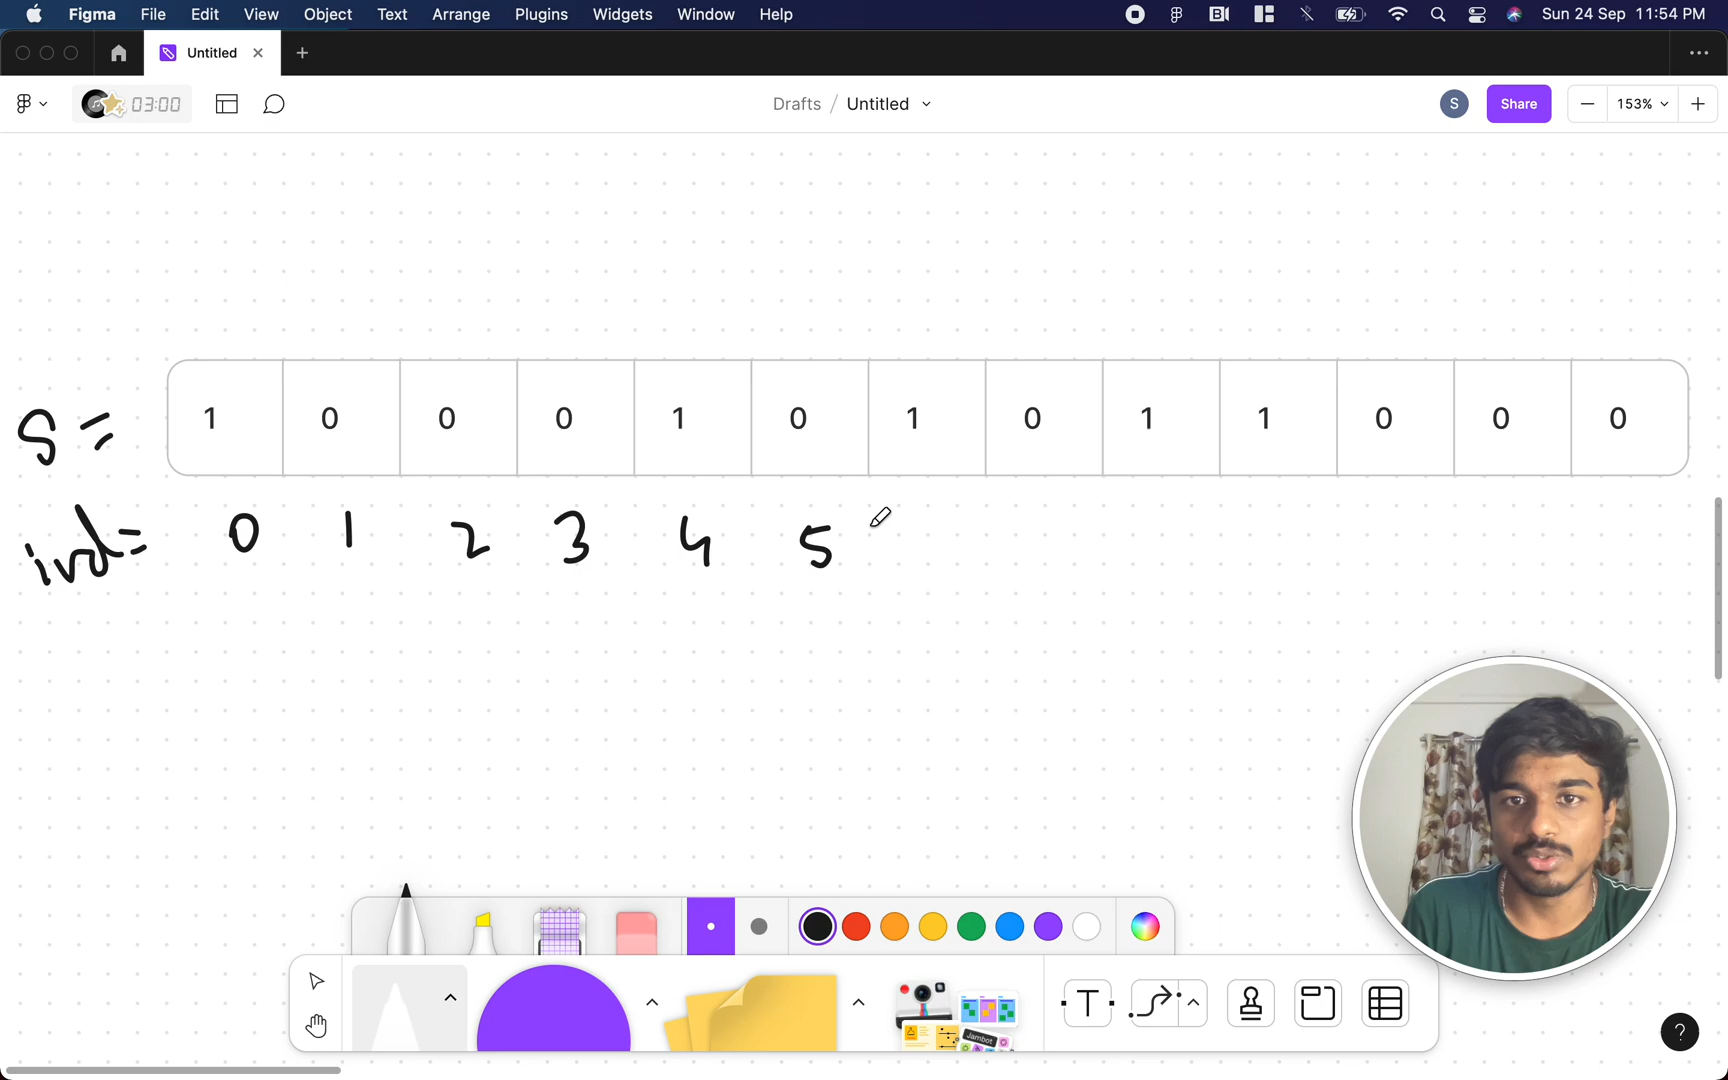 Figma File Edit View Object Text Arrange Plugins Widgets Window Help Sun 24 Sep 11:54 PM
Untitled
03:00 Drafts / Untitled S Share 153%
S = 1 0 0 0 1 0 1 0 1 1 0 0 0
ind= 0 1 2 3 4 5
Jambot
T
?